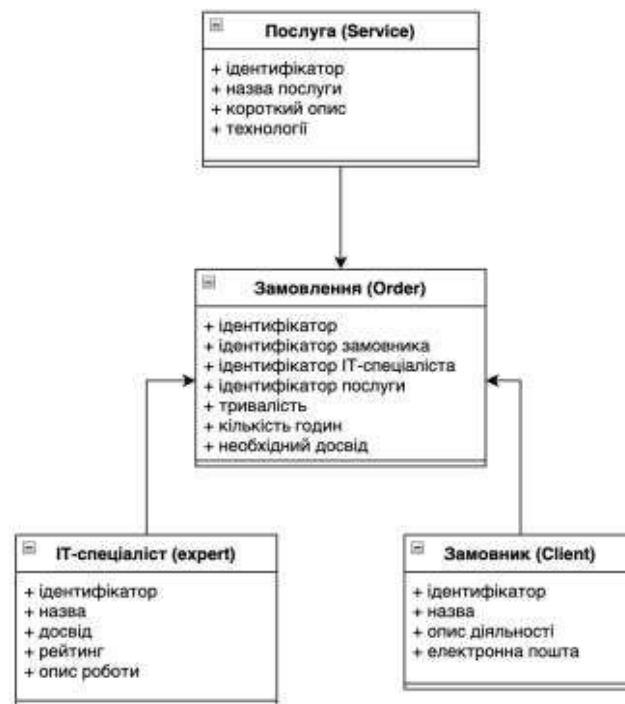 Послуга (Service)
+ ідентифікатор
+ назва послуги
+ короткий опис
+ технології
Замовлення (Order)
+ ідентифікатор
+ ідентифікатор замовника
+ ідентифікатор ІТ-спеціаліста
+ ідентифікатор послуги
+ тривалість
+ кількість годин
+ необхідний досвід
ІТ-спеціаліст (expert)
+ ідентифікатор
+ назва
+ досвід
+ рейтинг
+ опис роботи
Замовник (Client)
+ ідентифікатор
+ назва
+ опис діяльності
+ електронна пошта